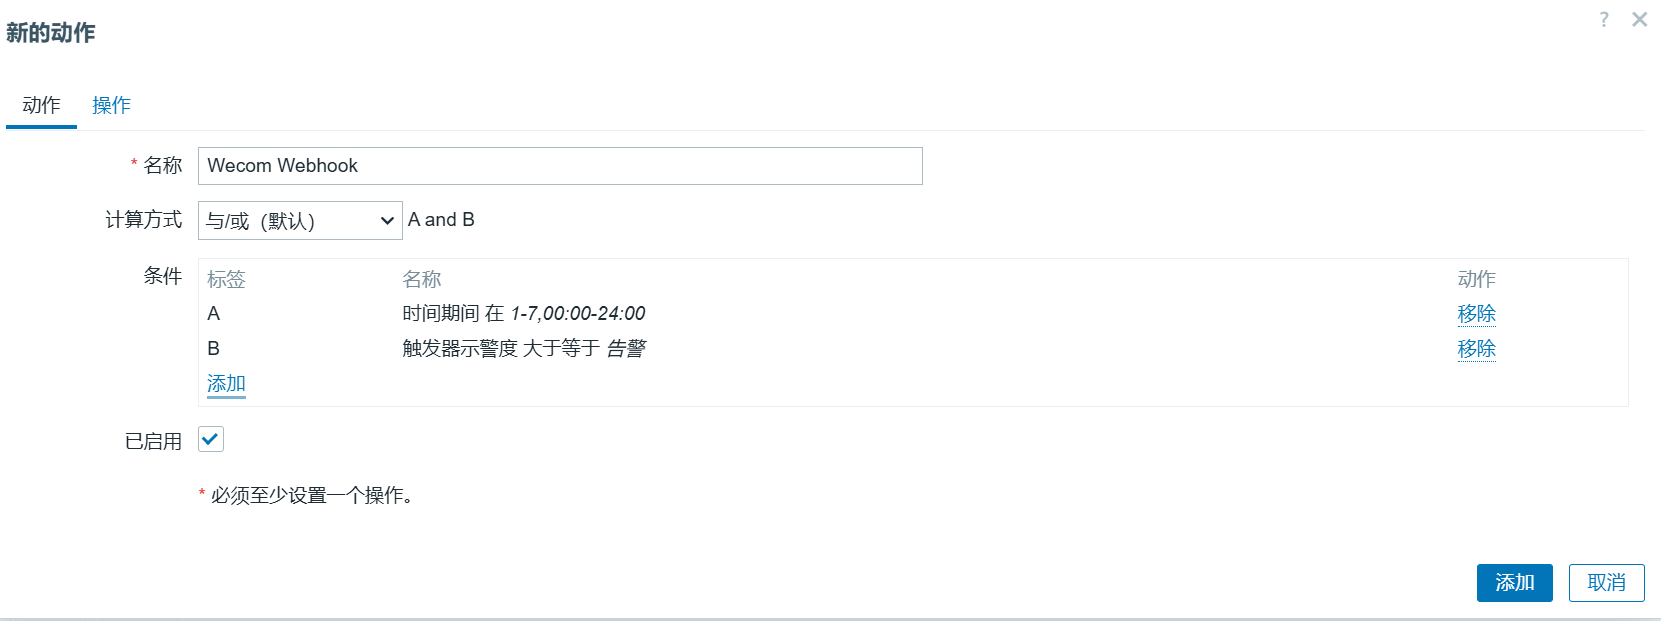 新的动作
?
动作 操作
* 名称 Wecom Webhook
计算方式 与/或（默认） A and B
条件 标签 名称 动作
A 时间期间 在 1-7,00:00-24:00 移除
B 触发器示警度 大于等于 告警 移除
添加
已启用
* 必须至少设置一个操作。
添加 取消